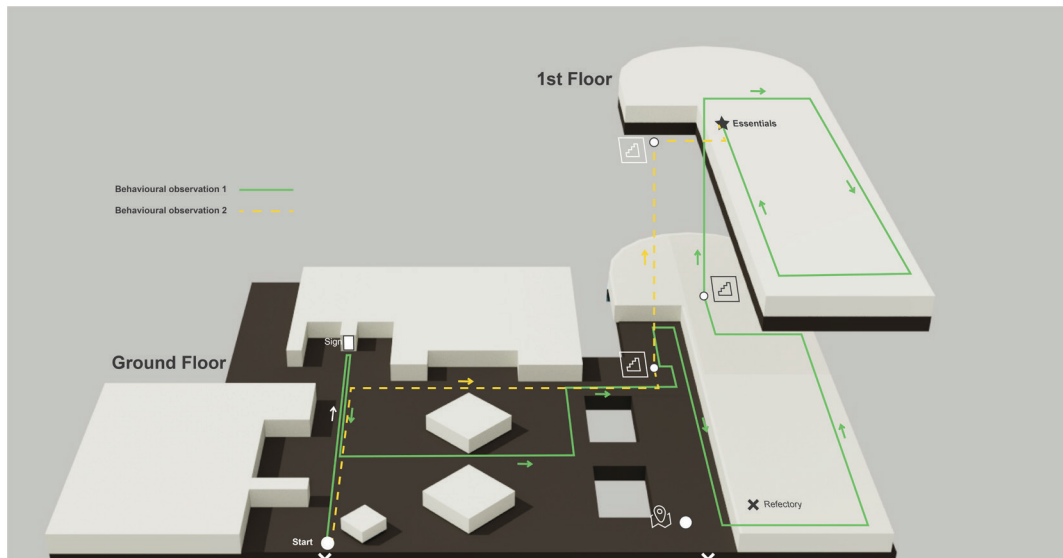 1st Floor
Essentials
Behavioural observation 1
Behavioural observation 2
Sign
Ground Floor
Refectory
Start